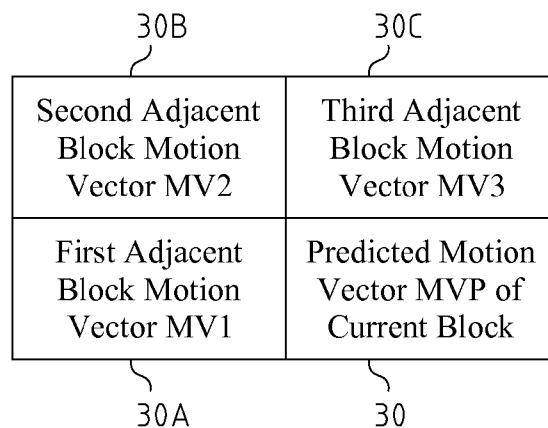 30B
30C
Second Adjacent
Block Motion
Vector MV2
Third Adjacent
Block Motion
Vector MV3
First Adjacent
Block Motion
Vector MV1
Predicted Motion
Vector MVP of
Current Block
30A
30